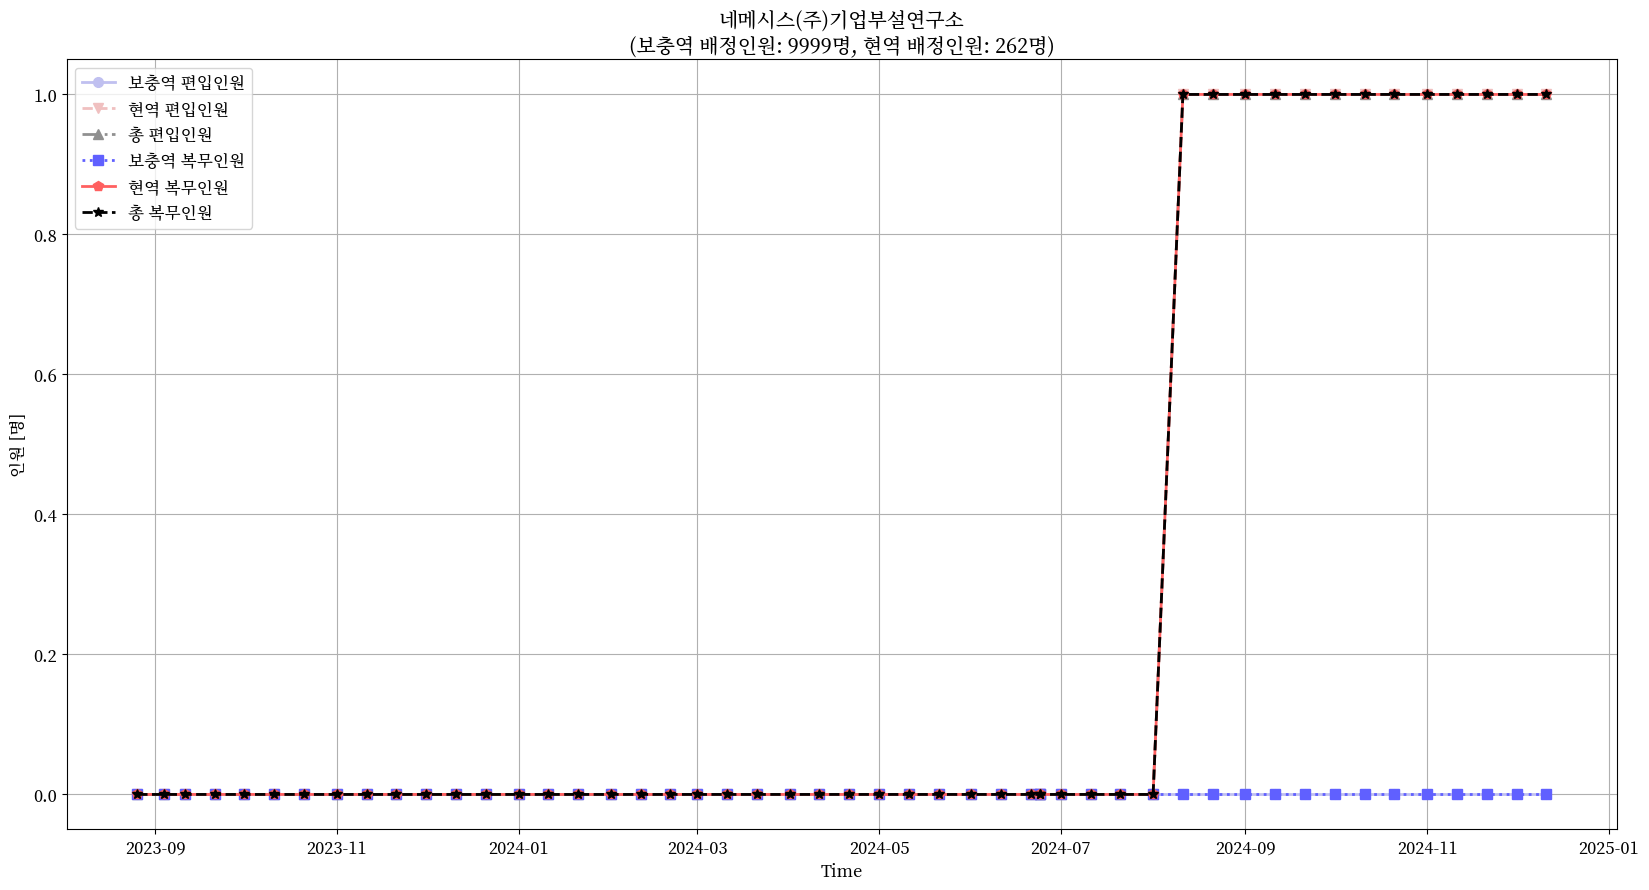 네메시스(주)기업부설연구소
(보충역 배정인원: 9999명, 현역 배정인원: 262명)
보충역 편입인원
현역 편입인원
총 편입인원
보충역 복무인원
현역 복무인원
총 복무인원
1.0
0.8
0.6
0.4
0.2
0.0
인원 [명]
2023-09 2023-11 2024-01 2024-03 2024-05 2024-07 2024-09 2024-11 2025-01
Time